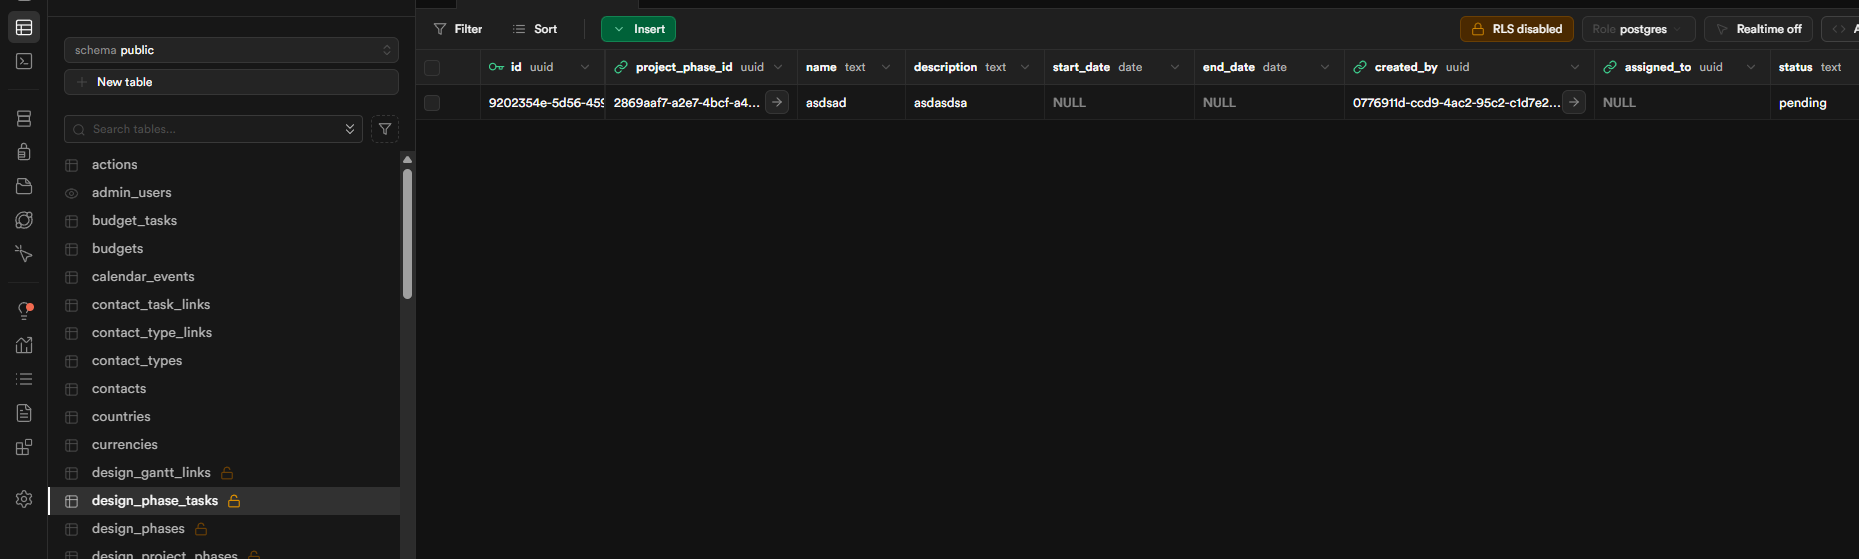 schema public
New table
Search tables...
actions
admin_users
budget_tasks
budgets
calendar_events
contact_task_links
contact_type_links
contact_types
contacts
countries
currencies
design_gantt_links
design_phase_tasks
design_phases
design_project_phases
Filter Sort Insert RLS disabled Role postgres Realtime off A
id uuid project_phase_id uuid name text description text start_date date end_date date created_by uuid assigned_to uuid status text
9202354e-5d56-459 2869aaf7-a2e7-4bcf-a4... asdsad asdasdsa NULL NULL 0776911d-ccd9-4ac2-95c2-c1d7e2... NULL pending